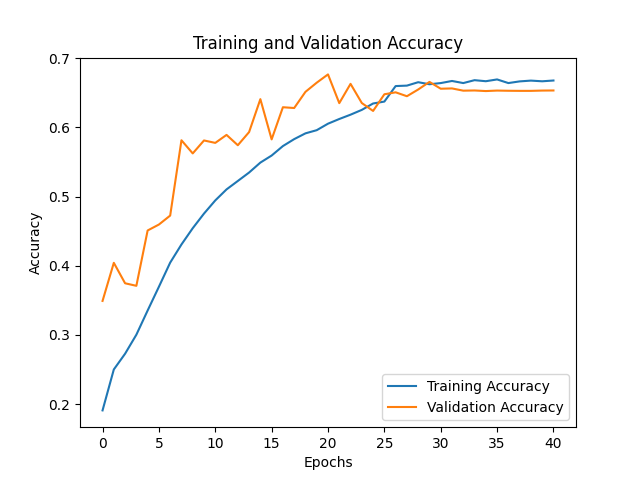 Training and Validation Accuracy
0.7
0.6
0.5
0.4
0.3
0.2
Accuracy
Training Accuracy
Validation Accuracy
0 5 10 15 20 25 30 35 40
Epochs